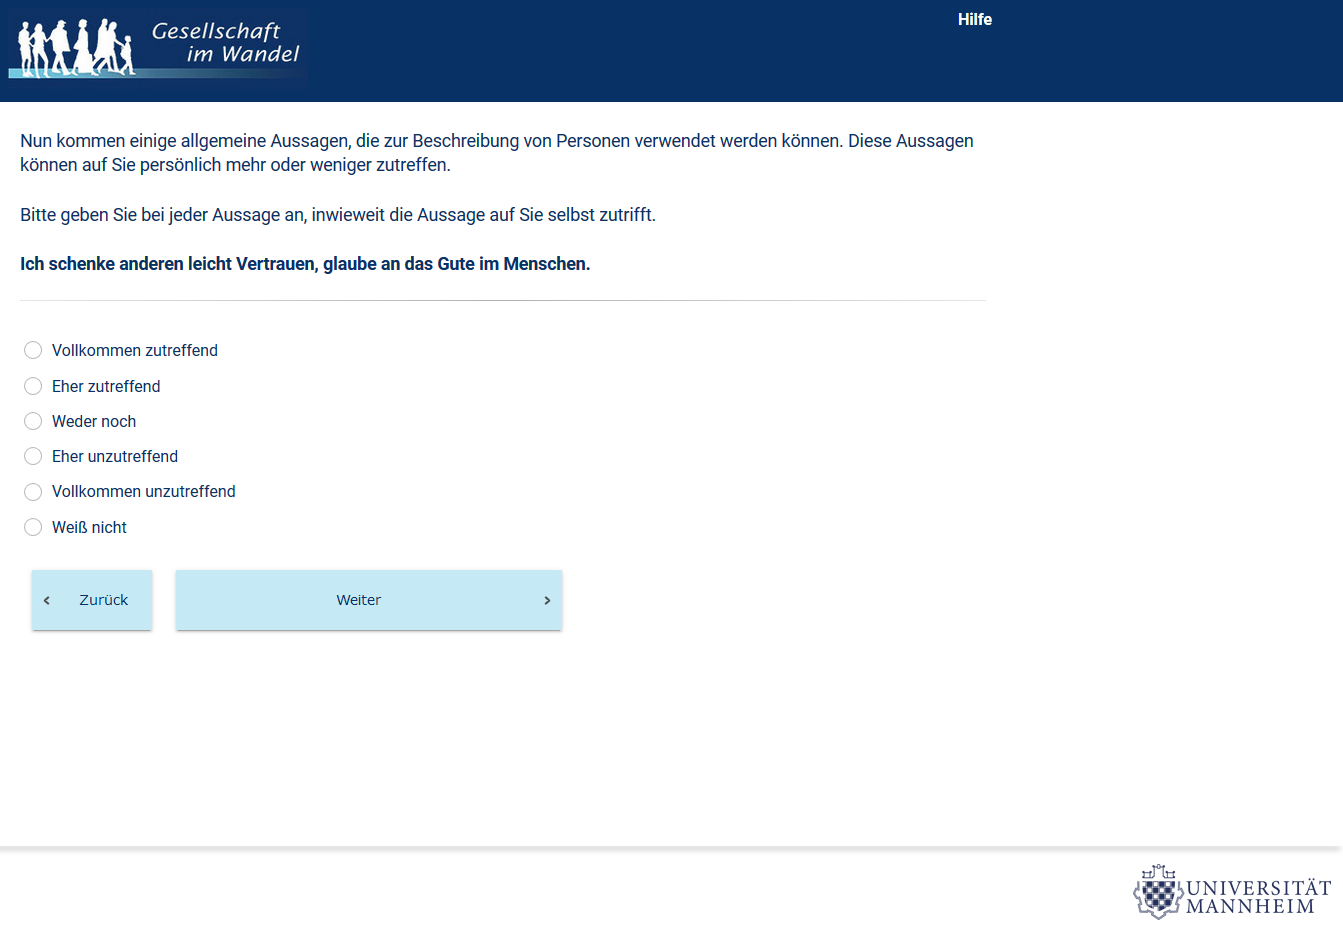 Gesellschaft
im Wandel
Hilfe
Nun kommen einige allgemeine Aussagen, die zur Beschreibung von Personen verwendet werden können. Diese Aussagen
können auf Sie persönlich mehr oder weniger zutreffen.
Bitte geben Sie bei jeder Aussage an, inwieweit die Aussage auf Sie selbst zutrifft.
Ich schenke anderen leicht Vertrauen, glaube an das Gute im Menschen.
Vollkommen zutreffend
Eher zutreffend
Weder noch
Eher unzutreffend
Vollkommen unzutreffend
Weiß nicht
‹ Zurück
Weiter ›
UNIVERSITÄT
MANNHEIM